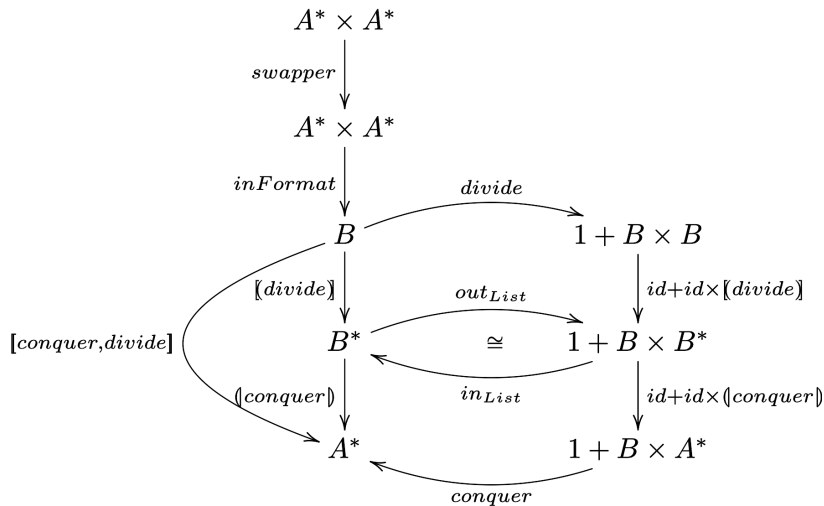 A* × A*
swapper
A* × A*
inFormat
divide
B
1 + B × B
⟦(divide)⟧
out_List
id+id×⟦(divide)⟧
[[conquer,divide]]
B*
≅
1 + B × B*
in_List
(|conquer|)
id+id×(|conquer|)
A*
1 + B × A*
conquer